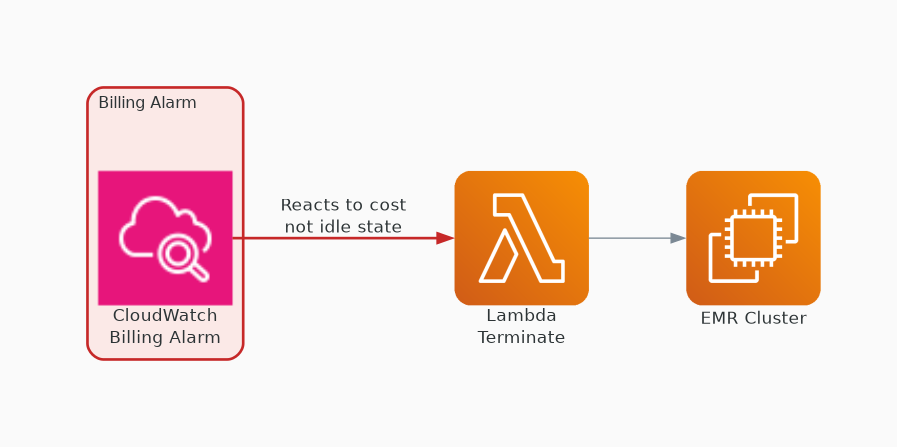 Billing Alarm
Reacts to cost
not idle state
CloudWatch
Billing Alarm
Lambda
Terminate
EMR Cluster